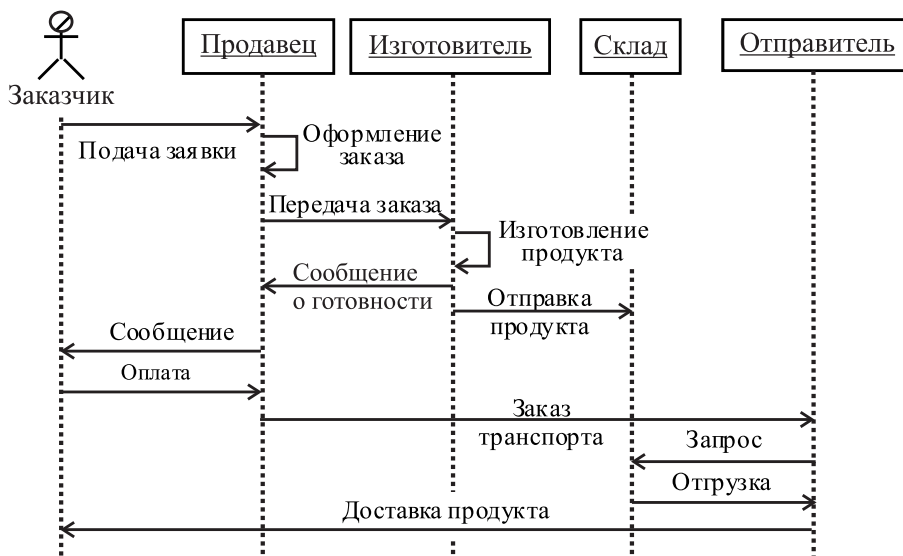 Заказчик
Продавец
Изготовитель
Склад
Отправитель
Подача заявки
Оформление
заказа
Передача заказа
Изготовление
продукта
Сообщение
о готовности
Отправка
продукта
Сообщение
Оплата
Заказ
транспорта
Запрос
Отгрузка
Доставка продукта